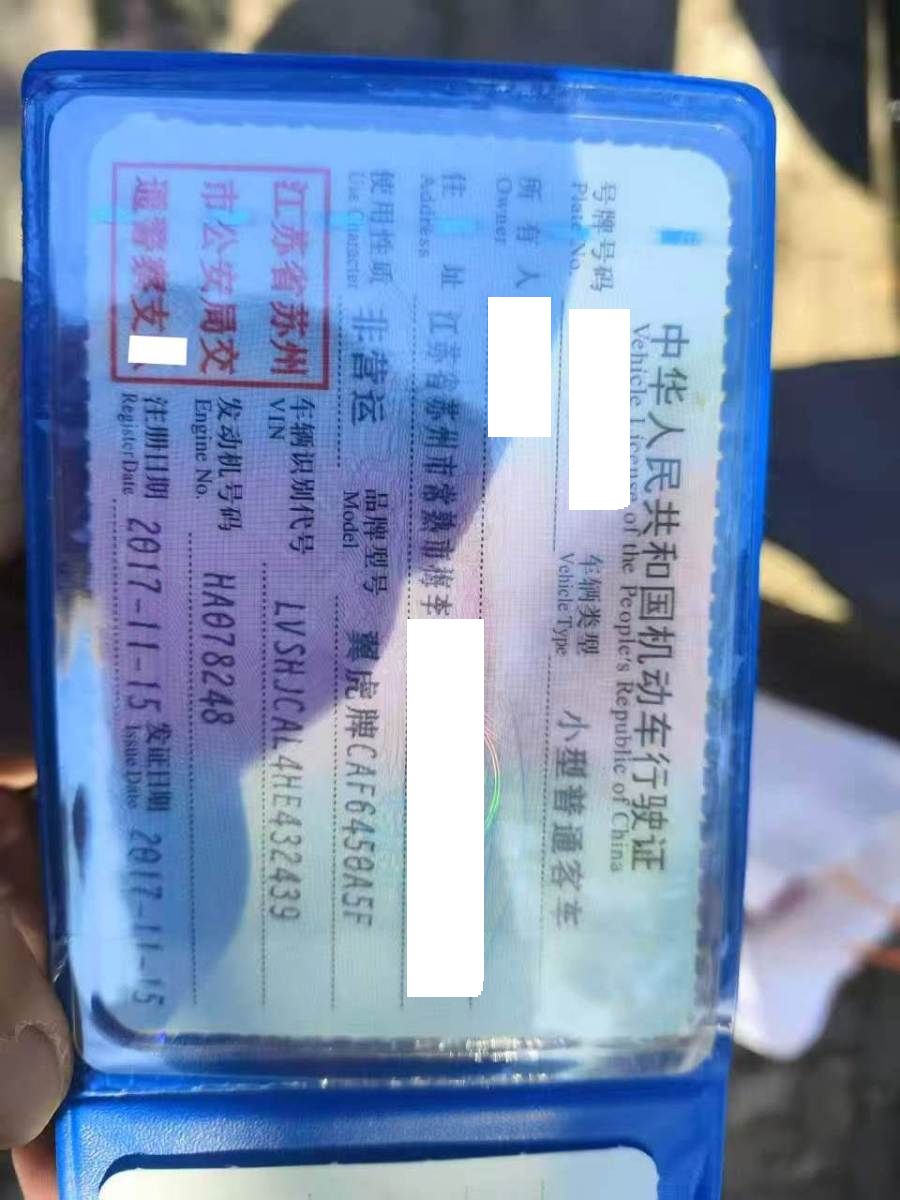 中华人民共和国机动车行驶证
Vehicle License of the People's Republic of China
号牌号码
Plate No.
车辆类型 小型普通客车
Vehicle Type
所有人
Owner
住址 江苏省苏州市常熟市梅李
Address
使用性质 非营运
Use Character
品牌型号 翼虎牌CAF6450A5F
Model
江苏省苏州
市公安局交
通警察支
车辆识别代号 LVSHJCAL4HE432439
VIN
发动机号码 HA078248
Engine No.
注册日期 2017-11-15
Register Date
发证日期 2017-11-15
Issue Date